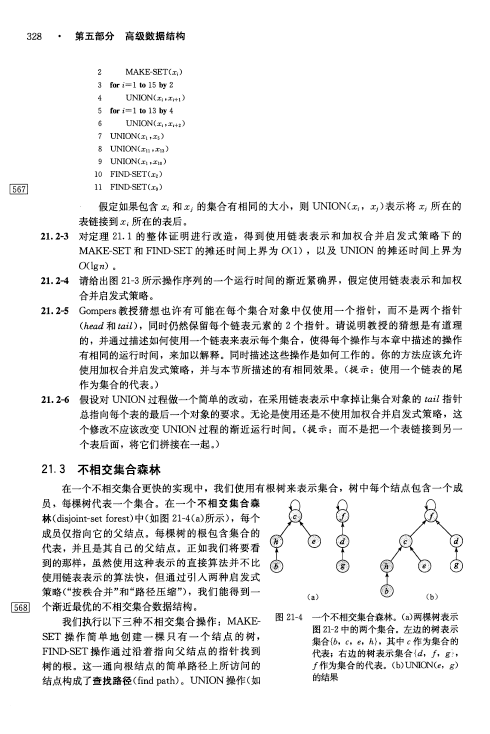 328 · 第五部分 高级数据结构
2 MAKE-SET(xᵢ)
3 for i=1 to 15 by 2
4 UNION(xᵢ,xᵢ₊₁)
5 for i=1 to 13 by 4
6 UNION(xᵢ,xᵢ₊₂)
7 UNION(x₁,x₅)
8 UNION(x₁₁,x₁₃)
9 UNION(x₁,x₁₀)
10 FIND-SET(x₂)
567
11 FIND-SET(x₉)
假定如果包含 xᵢ 和 xⱼ 的集合有相同的大小，则 UNION(xᵢ，xⱼ)表示将 xⱼ 所在的
表链接到 xᵢ 所在的表后。
21.2-3 对定理 21.1 的整体证明进行改造，得到使用链表表示和加权合并启发式策略下的
MAKE-SET 和 FIND-SET 的摊还时间上界为 O(1)，以及 UNION 的摊还时间上界为
O(lgn)。
21.2-4 请给出图 21-3 所示操作序列的一个运行时间的渐近紧确界，假定使用链表表示和加权
合并启发式策略。
21.2-5 Gompers 教授猜想也许有可能在每个集合对象中仅使用一个指针，而不是两个指针
(head 和 tail)，同时仍然保留每个链表元素的 2 个指针。请说明教授的猜想是有道理
的，并通过描述如何使用一个链表来表示每个集合，使得每个操作与本章中描述的操作
有相同的运行时间，来加以解释。同时描述这些操作是如何工作的。你的方法应该允许
使用加权合并启发式策略，并与本节所描述的有相同效果。(提示：使用一个链表的尾
作为集合的代表。)
21.2-6 假设对 UNION 过程做一个简单的改动，在采用链表表示中拿掉让集合对象的 tail 指针
总指向每个表的最后一个对象的要求。无论是使用还是不使用加权合并启发式策略，这
个修改不应该改变 UNION 过程的渐近运行时间。(提示：而不是把一个表链接到另一
个表后面，将它们拼接在一起。)
21.3 不相交集合森林
在一个不相交集合更快的实现中，我们使用有根树来表示集合，树中每个结点包含一个成
员，每棵树代表一个集合。在一个不相交集合森
林(disjoint-set forest)中(如图 21-4(a)所示)，每个
成员仅指向它的父结点。每棵树的根包含集合的
代表，并且是其自己的父结点。正如我们将要看
到的那样，虽然使用这种表示的直接算法并不比
使用链表表示的算法快，但通过引入两种启发式
策略(“按秩合并”和“路径压缩”)，我们能得到一
568
个渐近最优的不相交集合数据结构。
我们执行以下三种不相交集合操作：MAKE-
SET 操作简单地创建一棵只有一个结点的树，
FIND-SET 操作通过沿着指向父结点的指针找到
树的根。这一通向根结点的简单路径上所访问的
结点构成了查找路径(find path)。UNION 操作(如
c
f
h
e
d
b
g
(a)
f
c
d
h
e
g
b
(b)
图 21-4 一个不相交集合森林。(a)两棵树表示
图 21-2 中的两个集合。左边的树表示
集合{b，c，e，h}，其中 c 作为集合的
代表；右边的树表示集合{d，f，g}，
f 作为集合的代表。(b)UNION(e，g)
的结果